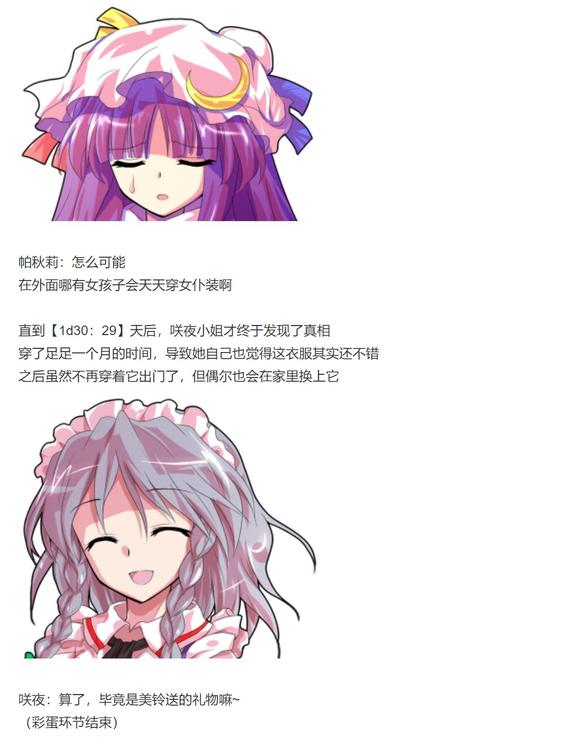 帕秋莉：怎么可能
在外面哪有女孩子会天天穿女仆装啊
直到【1d30：29】天后，咲夜小姐才终于发现了真相
穿了足足一个月的时间，导致她自己也觉得这衣服其实还不错
之后虽然不再穿着它出门了，但偶尔也会在家里换上它
咲夜：算了，毕竟是美铃送的礼物嘛~
（彩蛋环节结束）